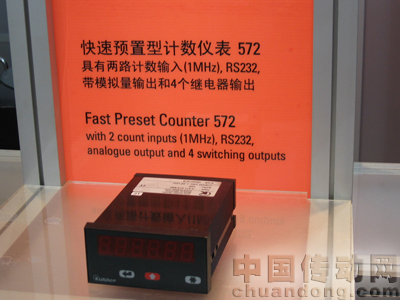 快速预置型计数仪表 572
具有两路计数输入(1MHz), RS232,
带模拟量输出和4个继电器输出
Fast Preset Counter 572
with 2 count inputs (1MHz), RS232,
analogue output and 4 switching outputs
Kübler
中国传动网
chuandong.com